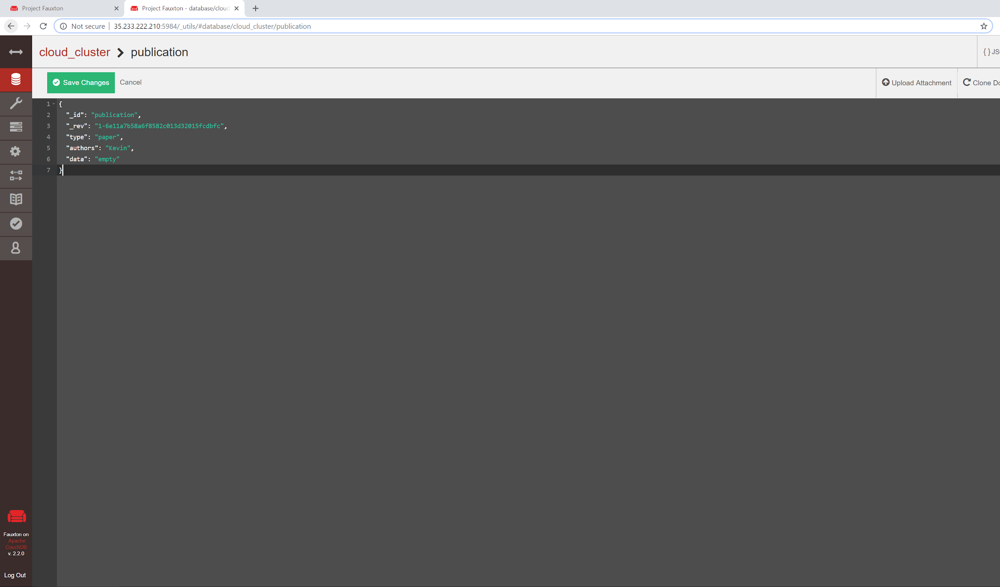 Project Fauxton
Project Fauxton - database/cloud
Not secure
35.233.222.210:5984/_utils/#database/cloud_cluster/publication
cloud_cluster > publication
{ } JSO
Save Changes
Cancel
Upload Attachment
Clone Do
1 {
2 "_id": "publication",
3 "_rev": "1-6e11a7b58a6f8582c013d32015fcdbfc",
4 "type": "paper",
5 "authors": "Kevin",
6 "data": "empty"
7 }
Fauxton on
Apache
CouchDB
v. 2.2.0
Log Out